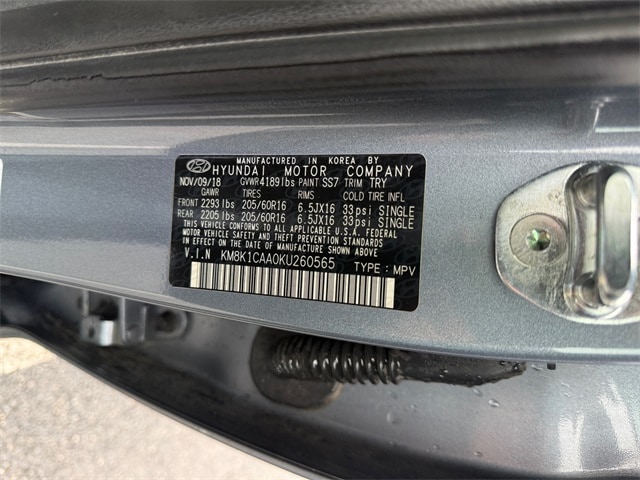 MANUFACTURED IN KOREA BY
HYUNDAI MOTOR COMPANY
NOV/09/18 GVWR4189lbs PAINT SS7 TRIM TRY
GAWR TIRES RIMS COLD TIRE INFL
FRONT 2293lbs 205/60R16 6.5JX16 33psi SINGLE
REAR 2205lbs 205/60R16 6.5JX16 33psi SINGLE
THIS VEHICLE CONFORMS TO ALL APPLICABLE U.S.A. FEDERAL
MOTOR VEHICLE SAFETY, BUMPER, AND THEFT PREVENTION
STANDARDS IN EFFECT ON THE DATE OF MANUFACTURE SHOWN ABOVE.
V.I.N KM8K1CAA0KU260565 TYPE : MPV